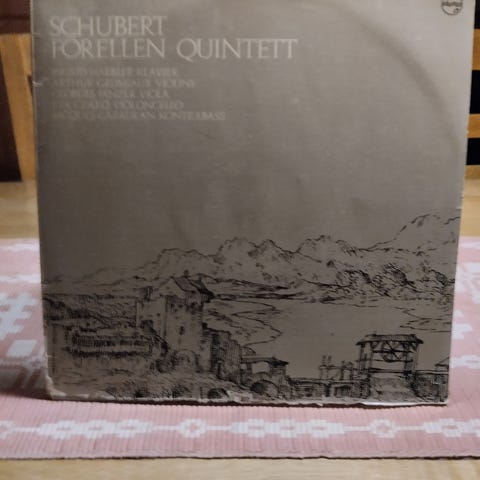 SCHUBERT
FORELLEN QUINTETT
INGRID HAEBLER KLAVIER
ARTHUR GRUMIAUX VIOLINE
GEORGES JANZER VIOLA
EVA CZAKO VIOLONCELLO
JACQUES CAZAURAN KONTRABASS